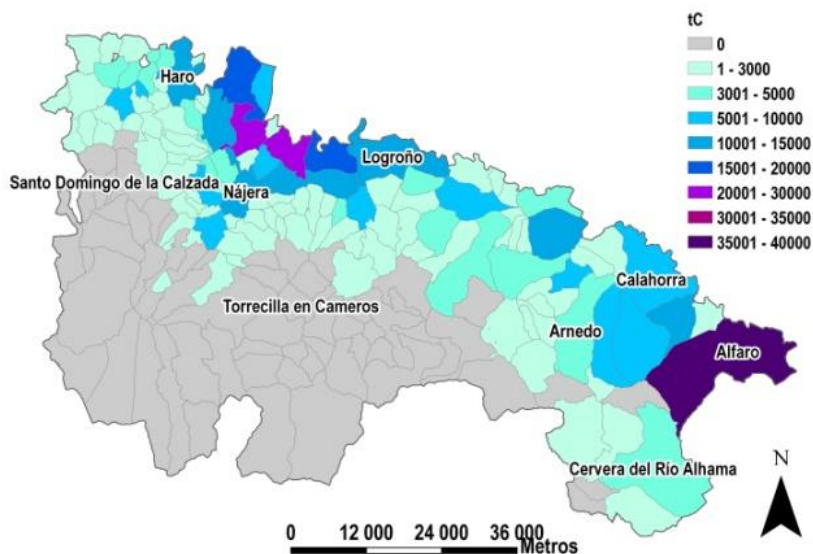 tC
0
1 - 3000
3001 - 5000
5001 - 10000
10001 - 15000
15001 - 20000
20001 - 30000
30001 - 35000
35001 - 40000
Haro
Logroño
Santo Domingo de la Calzada
Nájera
Calahorra
Torrecilla en Cameros
Arnedo
Alfaro
Cervera del Río Alhama
N
0 12 000 24 000 36 000
Metros